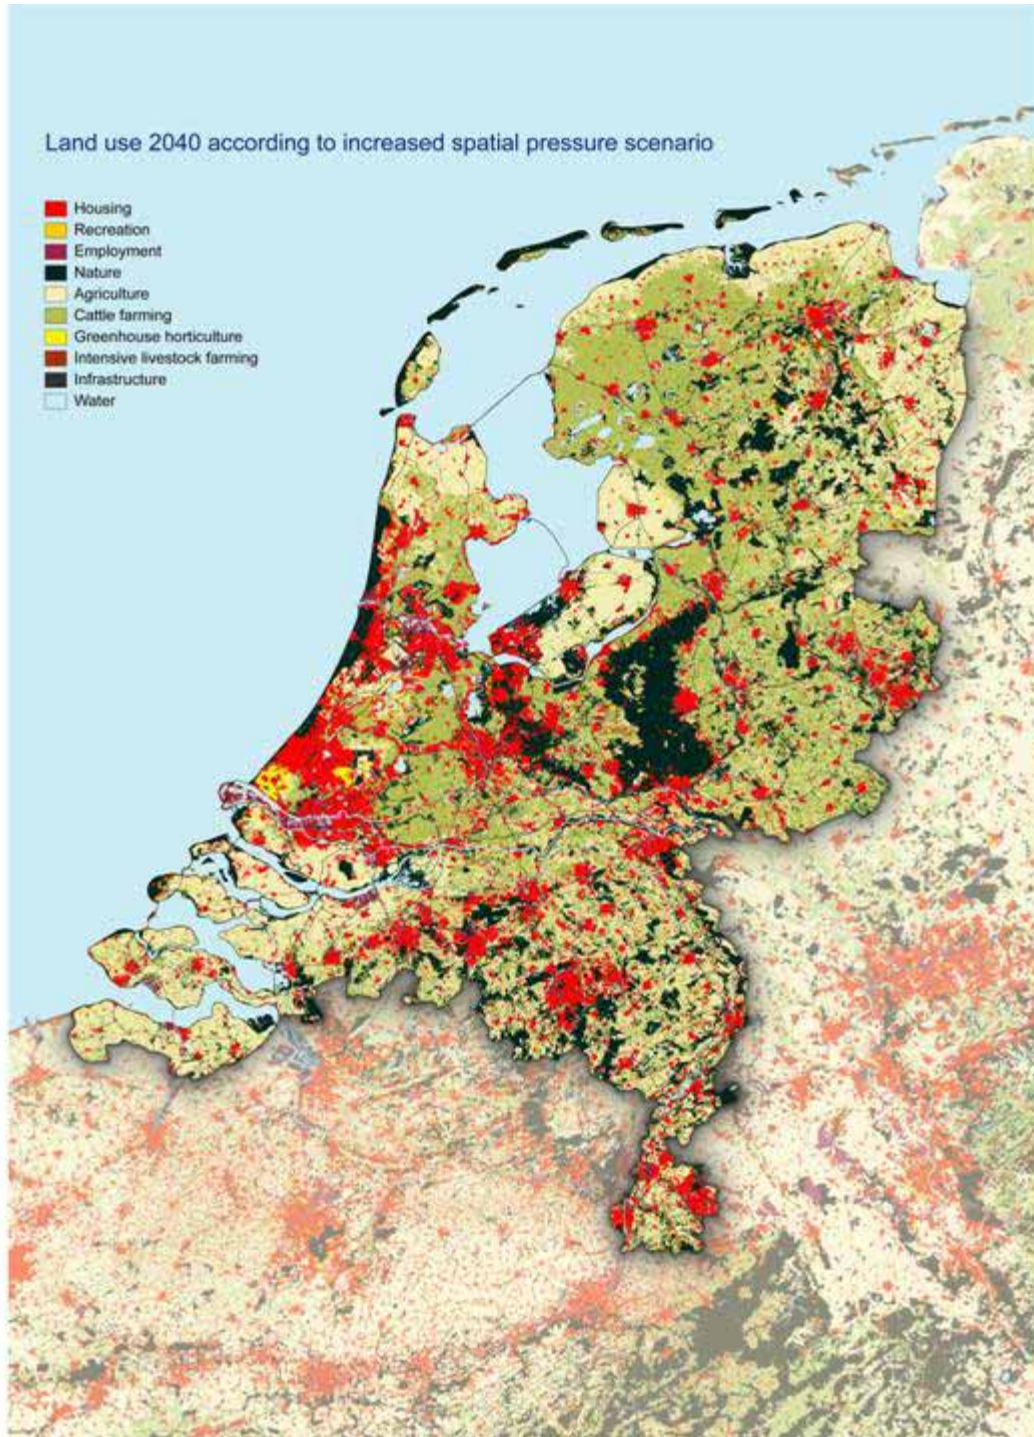 Land use 2040 according to increased spatial pressure scenario
Housing
Recreation
Employment
Nature
Agriculture
Cattle farming
Greenhouse horticulture
Intensive livestock farming
Infrastructure
Water